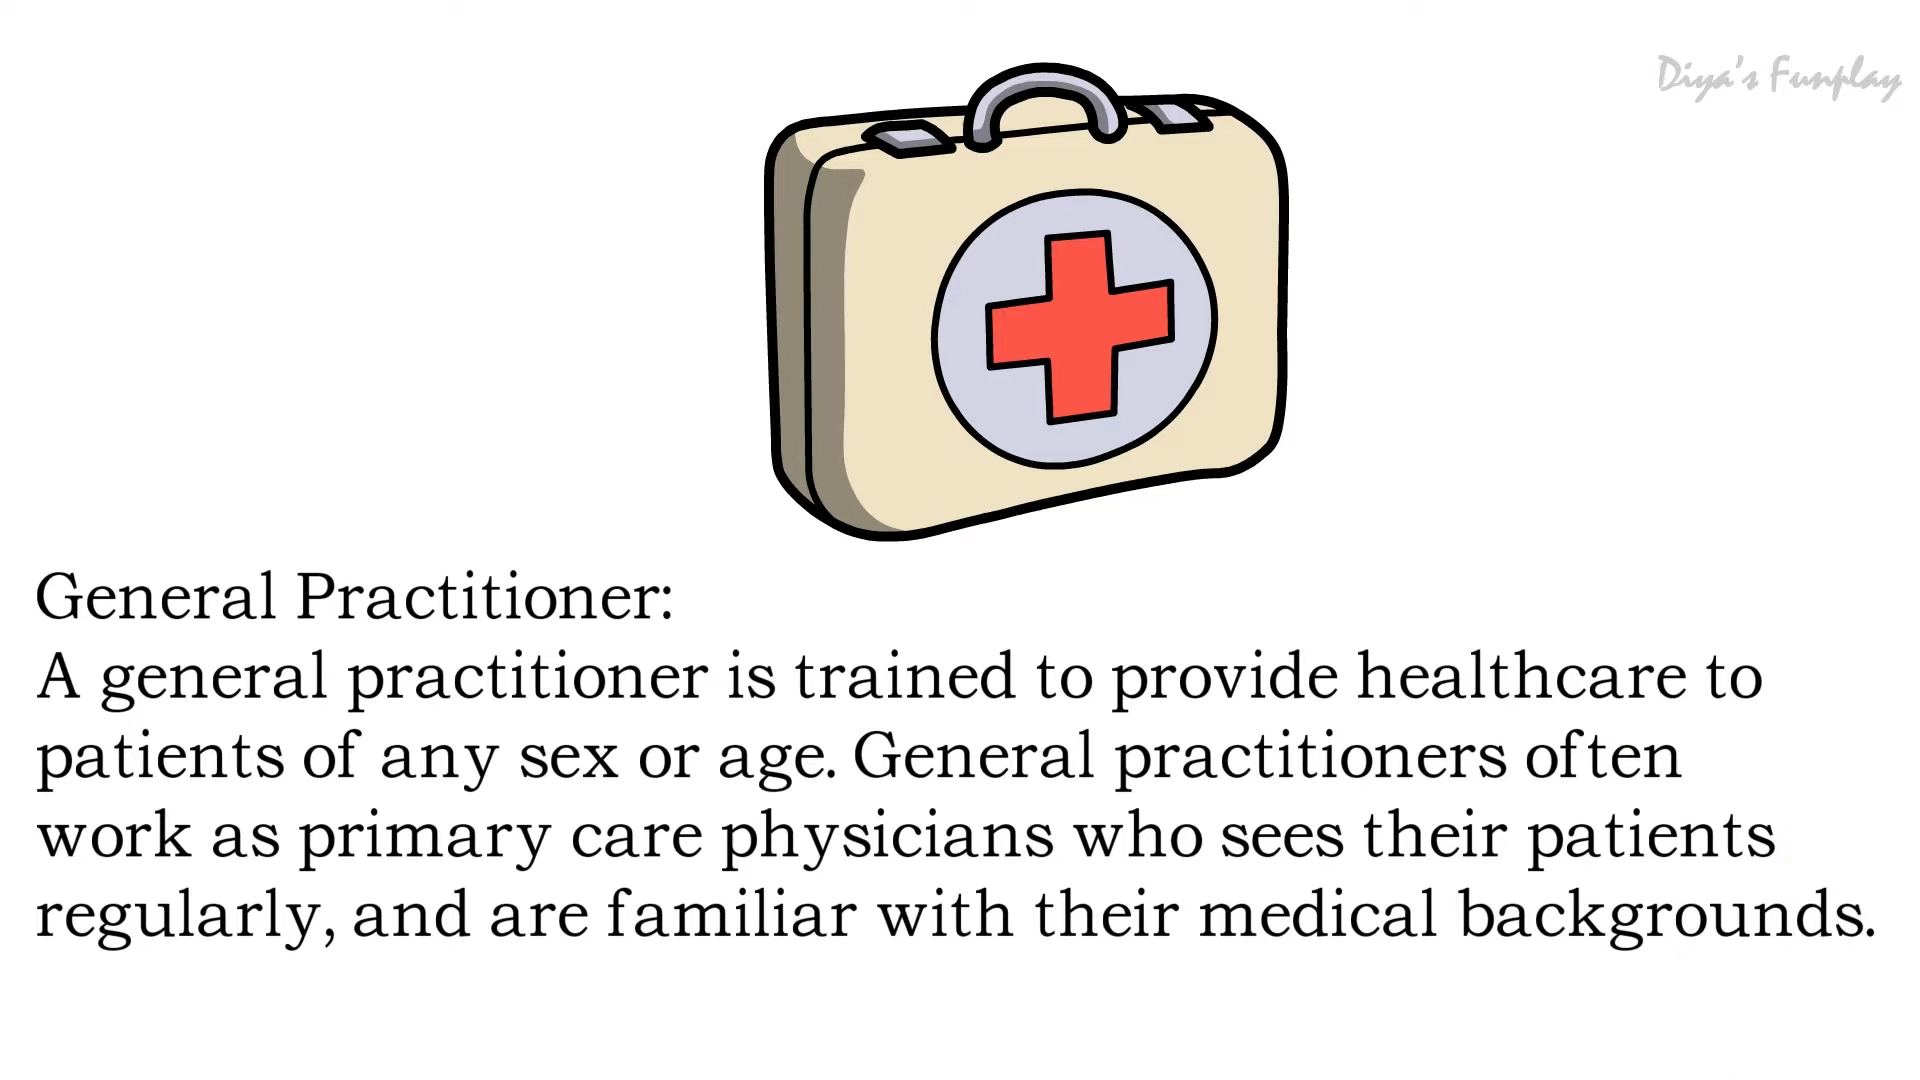 Diya's Funplay
General Practitioner:
A general practitioner is trained to provide healthcare to
patients of any sex or age. General practitioners often
work as primary care physicians who sees their patients
regularly, and are familiar with their medical backgrounds.